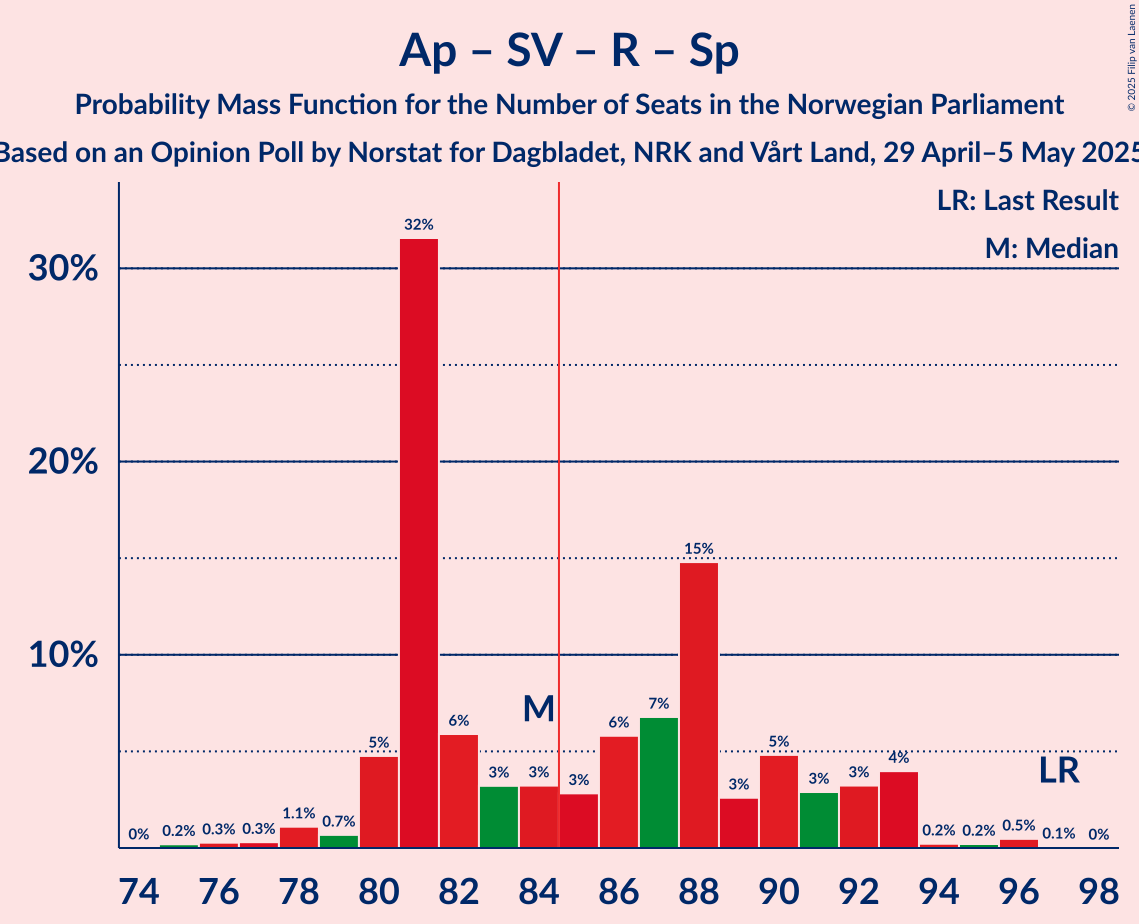 Ap – SV – R – Sp
Probability Mass Function for the Number of Seats in the Norwegian Parliament
Based on an Opinion Poll by Norstat for Dagbladet, NRK and Vårt Land, 29 April–5 May 2025
© 2025 Filip van Laenen
LR: Last Result
M: Median
30%
20%
10%
0% 0.2% 0.3% 0.3% 1.1% 0.7% 5% 32% 6% 3% 3% 3% 6% 7% 15% 3% 5% 3% 3% 4% 0.2% 0.2% 0.5% 0.1% 0%
M
LR
74 76 78 80 82 84 86 88 90 92 94 96 98